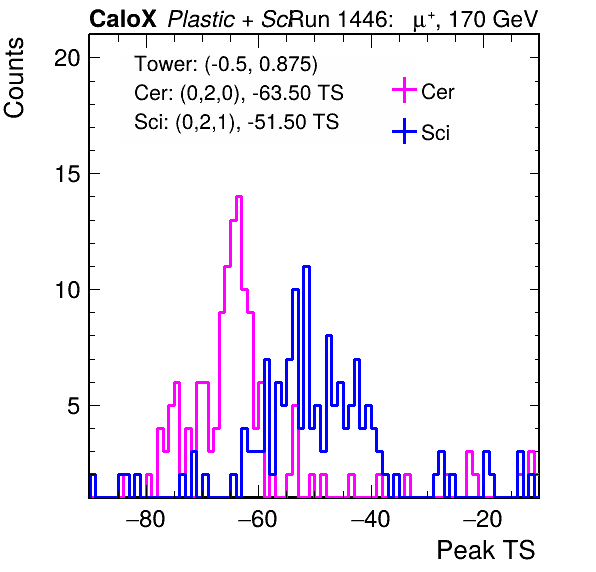 CaloX Plastic + Sci Run 1446: μ⁺, 170 GeV
Counts
20
15
10
5
Tower: (-0.5, 0.875)
Cer: (0,2,0), -63.50 TS
Sci: (0,2,1), -51.50 TS
Cer
Sci
−80 −60 −40 −20
Peak TS